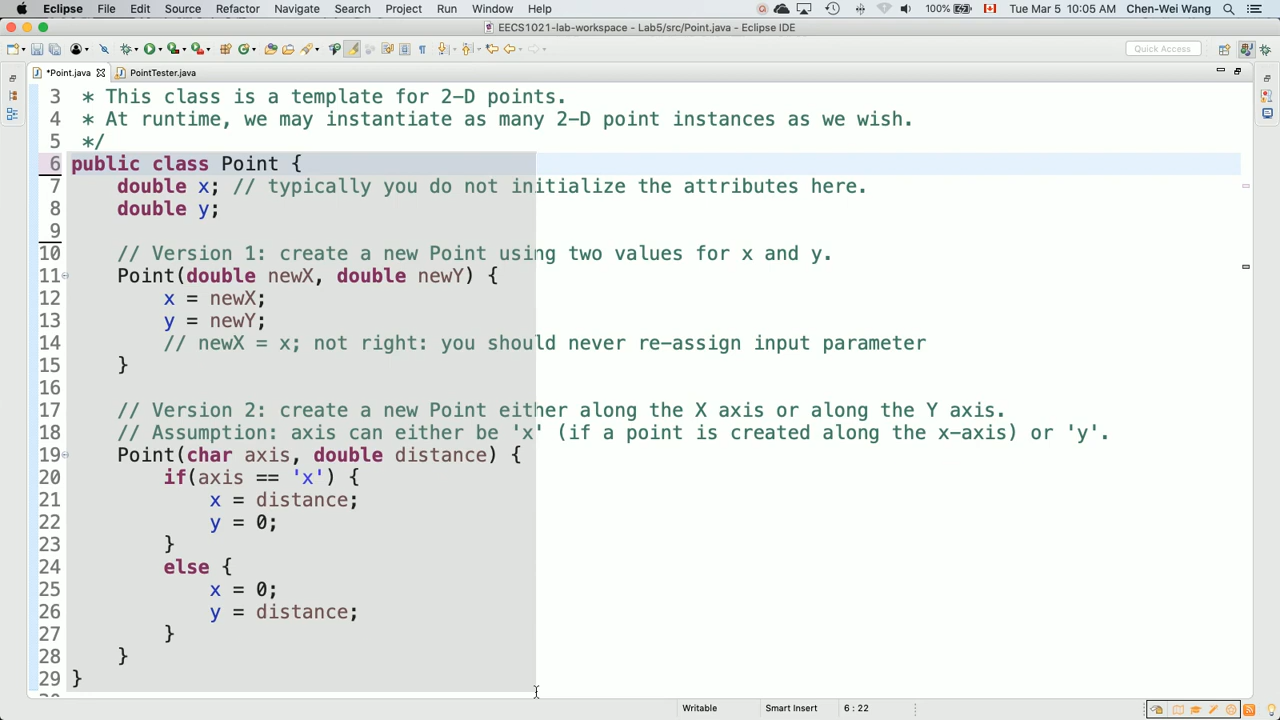 Eclipse File Edit Source Refactor Navigate Search Project Run Window Help 100% Tue Mar 5 10:05 AM Chen-Wei Wang
EECS1021-lab-workspace - Lab5/src/Point.java - Eclipse IDE
Quick Access
*Point.java PointTester.java
3 * This class is a template for 2-D points.
4 * At runtime, we may instantiate as many 2-D point instances as we wish.
5 */
6 public class Point {
7 double x; // typically you do not initialize the attributes here.
8 double y;
9
10 // Version 1: create a new Point using two values for x and y.
11 Point(double newX, double newY) {
12 x = newX;
13 y = newY;
14 // newX = x; not right: you should never re-assign input parameter
15 }
16
17 // Version 2: create a new Point either along the X axis or along the Y axis.
18 // Assumption: axis can either be 'x' (if a point is created along the x-axis) or 'y'.
19 Point(char axis, double distance) {
20 if(axis == 'x') {
21 x = distance;
22 y = 0;
23 }
24 else {
25 x = 0;
26 y = distance;
27 }
28 }
29 }
Writable Smart Insert 6 : 22